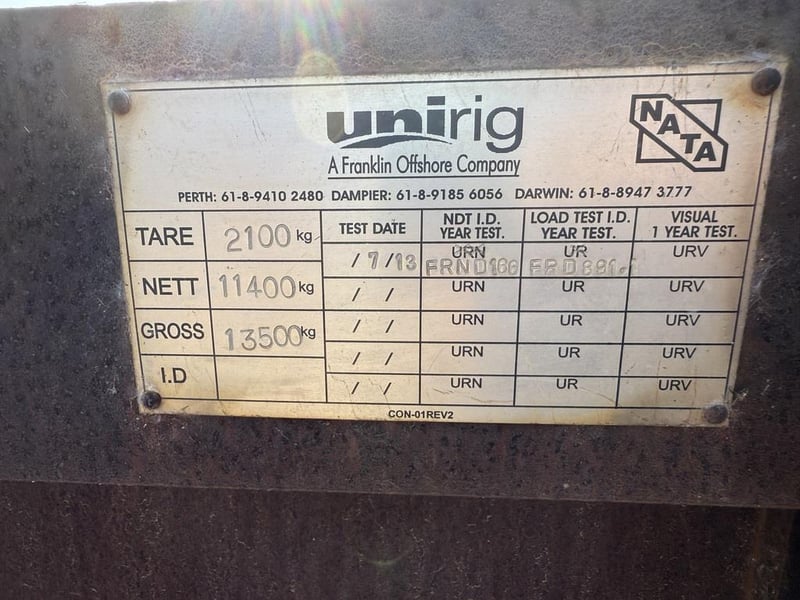 unirig
NATA
A Franklin Offshore Company
PERTH: 61-8-9410 2480 DAMPIER: 61-8-9185 6056 DARWIN: 61-8-8947 3777
TARE 2100 kg
NETT 11400 kg
GROSS 13500 kg
I.D
TEST DATE NDT I.D. YEAR TEST. LOAD TEST I.D. YEAR TEST. VISUAL 1 YEAR TEST.
/ 7 / 13 URN UR URV
/ / URN UR URV
/ / URN UR URV
/ / URN UR URV
/ / URN UR URV
CON-01REV2